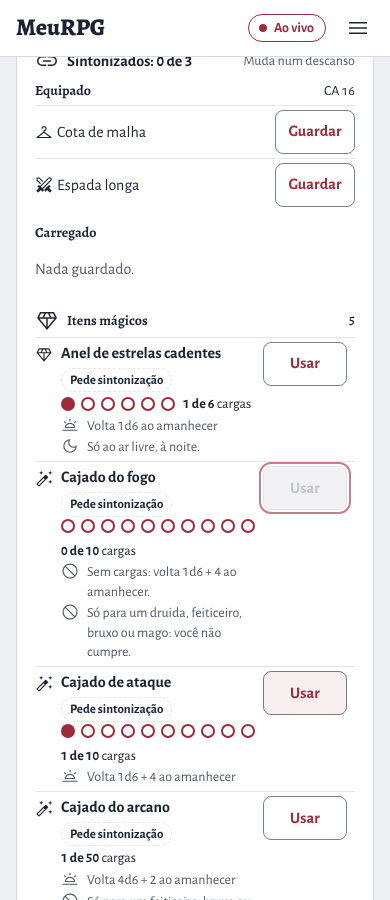 MeuRPG
Ao vivo
Sintonizados: 0 de 3
Muda num descanso
Equipado
CA 16
Cota de malha
Guardar
Espada longa
Guardar
Carregado
Nada guardado.
Itens mágicos
5
Anel de estrelas cadentes
Usar
Pede sintonização
1 de 6 cargas
Volta 1d6 ao amanhecer
Só ao ar livre, à noite.
Cajado do fogo
Usar
Pede sintonização
0 de 10 cargas
Sem cargas: volta 1d6 + 4 ao
amanhecer.
Só para um druida, feiticeiro,
bruxo ou mago: você não
cumpre.
Cajado de ataque
Usar
Pede sintonização
1 de 10 cargas
Volta 1d6 + 4 ao amanhecer
Cajado do arcano
Usar
Pede sintonização
1 de 50 cargas
Volta 4d6 + 2 ao amanhecer